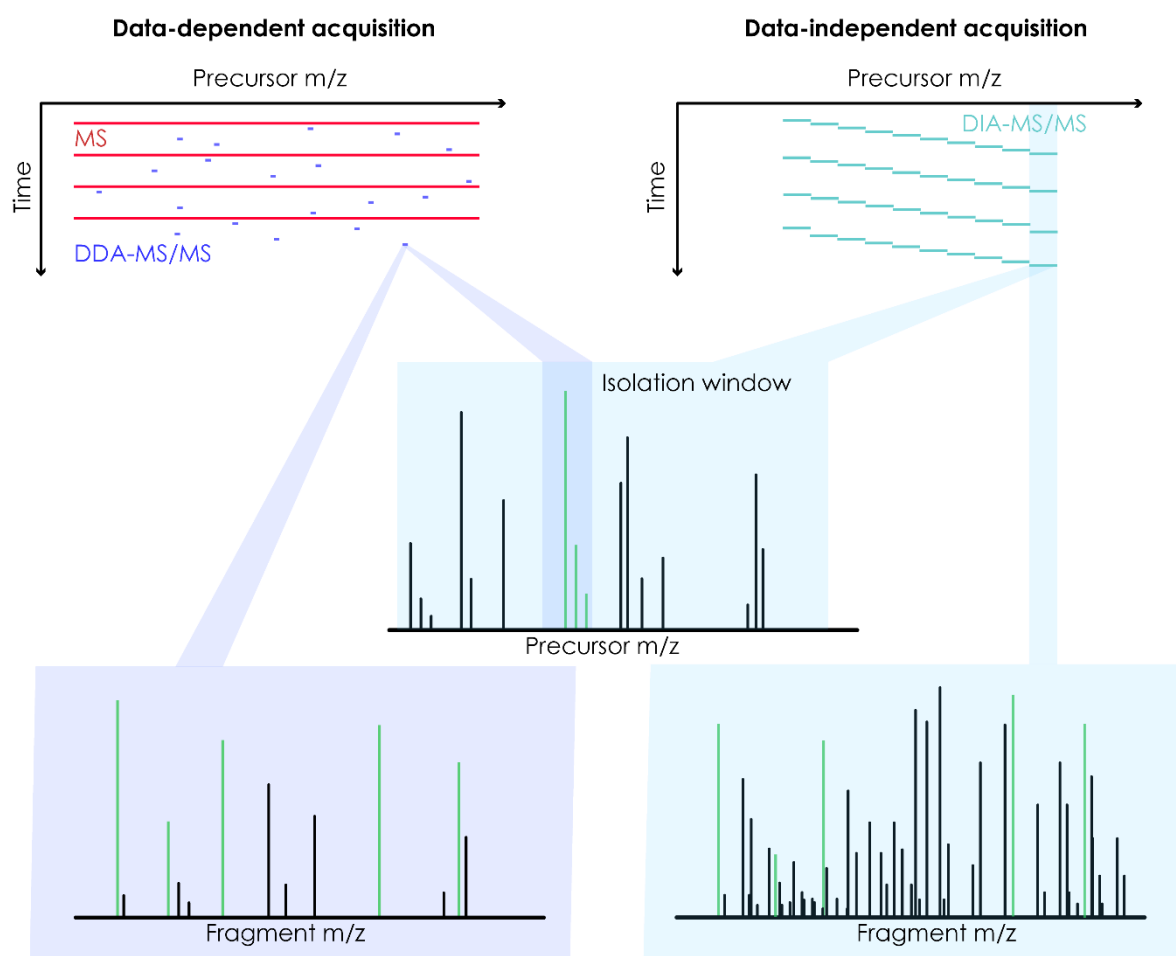 Data-dependent acquisition
Precursor m/z
MS
Time
DDA-MS/MS
Data-independent acquisition
Precursor m/z
DIA-MS/MS
Time
Isolation window
Precursor m/z
Fragment m/z
Fragment m/z